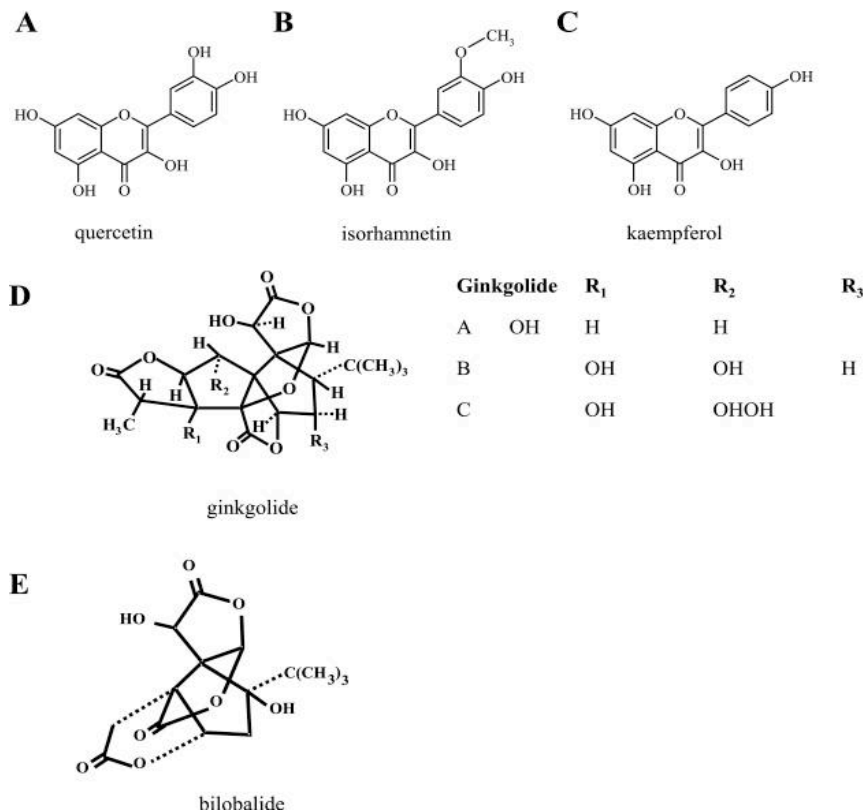 A
B
C
OH
OH
HO
O
OH
OH
O
quercetin
O
CH₃
OH
HO
O
OH
OH
O
isorhamnetin
OH
HO
O
OH
OH
O
kaempferol
D
O
O
HO
H
H
H
O
C(CH₃)₃
O
O
H
H
R₂
H
H
H
H₃C
R₁
O
O
R₃
ginkgolide
Ginkgolide R₁ R₂ R₃
A OH H H
B OH OH H
C OH OHOH
E
O
O
HO
C(CH₃)₃
O
OH
O
O
O
bilobalide